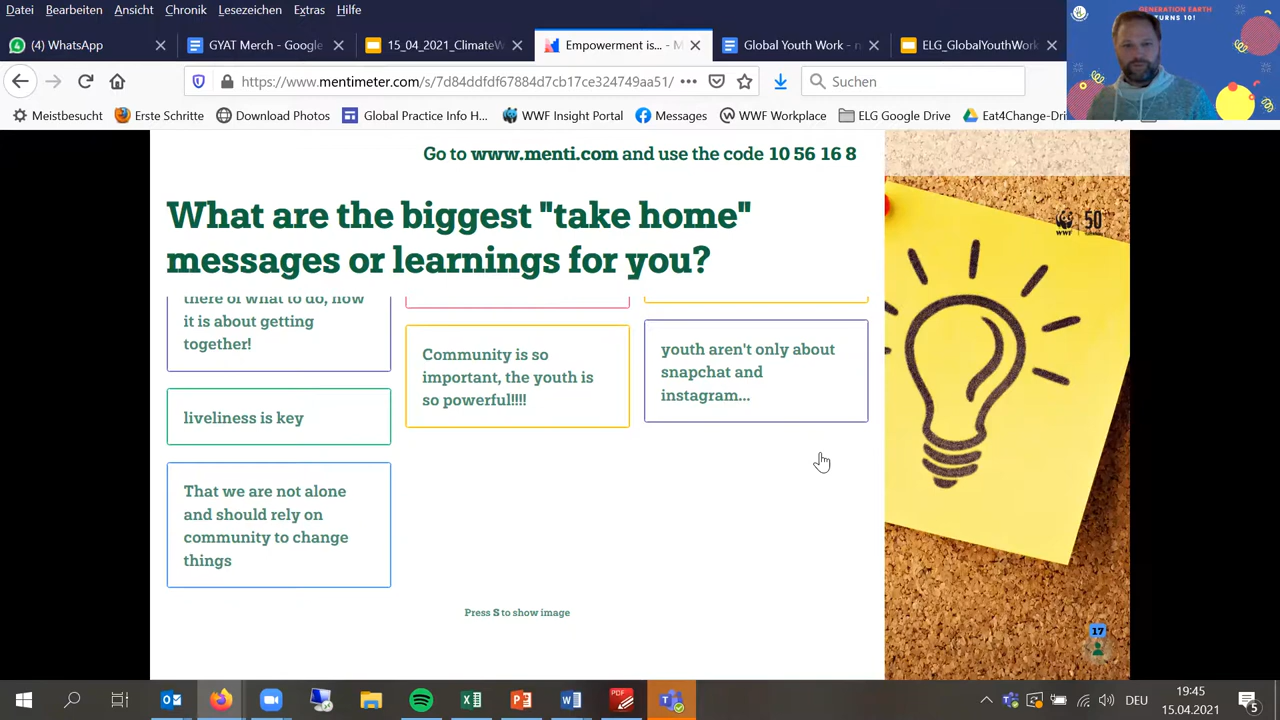 Datei Bearbeiten Ansicht Chronik Lesezeichen Extras Hilfe
GENERATION EARTH
TURNS 10!
(1) WhatsApp
GYAT Merch - Google
15_04_2021_ClimateW
Empowerment is... - M
Global Youth Work - n
ELG_GlobalYouthWork
https://www.mentimeter.com/s/7d84ddfdf67884d7cb17ce324749aa51/
Suchen
Meistbesucht
Erste Schritte
Download Photos
Global Practice Info H...
WWF Insight Portal
Messages
WWF Workplace
ELG Google Drive
Eat4Change-Dri
Go to www.menti.com and use the code 10 56 16 8
What are the biggest "take home"
messages or learnings for you?
there of what to do, how
it is about getting
together!
liveliness is key
That we are not alone
and should rely on
community to change
things
Community is so
important, the youth is
so powerful!!!!
youth aren't only about
snapchat and
instagram...
Press S to show image
WWF
50
17
DEU
19:45
15.04.2021
5